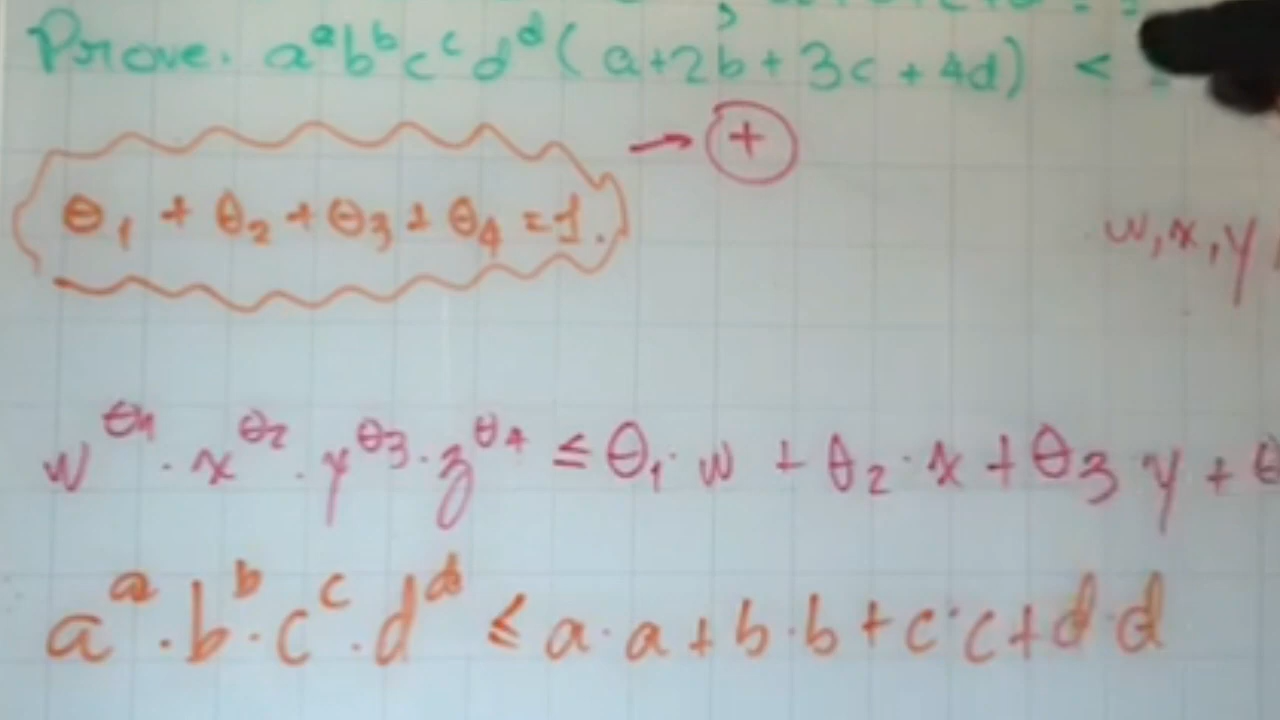 Prove. a^a b^b c^c d^d ( a+2b + 3c + 4d) <
→ +
θ₁ + θ₂ + θ₃ + θ₄ = 1.
w, x, y
w^θ₁ · x^θ₂ · y^θ₃ · z^θ₄ ≤ θ₁· w + θ₂ · x + θ₃ y +
a^a · b^b · c^c · d^d ≤ a·a + b·b + c·c + d·d